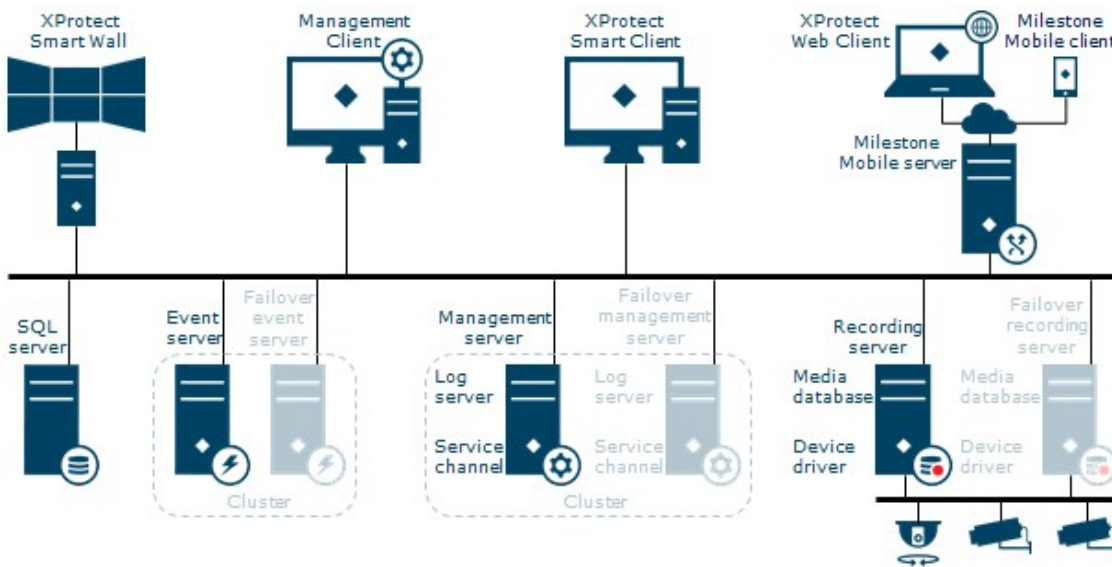 XProtect
Smart Wall
Management
Client
XProtect
Smart Client
XProtect
Web Client
Milestone
Mobile client
Milestone
Mobile server
SQL
server
Event
server
Failover
event
server
Management
server
Failover
management
server
Recording
server
Failover
recording
server
Log
server
Service
channel
Log
server
Service
channel
Media
database
Device
driver
Media
database
Device
driver
Cluster
Cluster